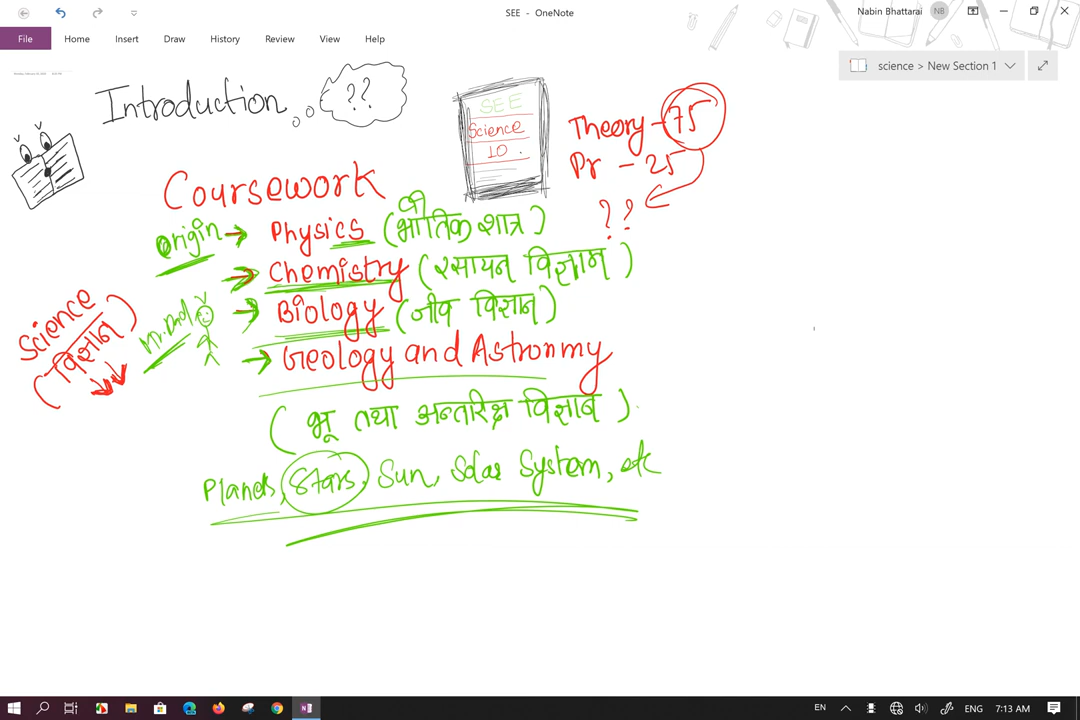 SEE - OneNote
Nabin Bhattarai NB
File Home Insert Draw History Review View Help
science > New Section 1
Introduction ??
SEE
Science
10
Theory - 75
Pr - 25
??
Coursework
Origin → Physics (भौतिक शात्र)
→ Chemistry (रसायन विज्ञान)
→ Biology (जीव विज्ञान)
→ Geology and Astronmy
(भू तथा अन्तरिक्ष विज्ञान)
Planets, Stars, Sun, Solar System, etc
Science
(विज्ञान)
EN ENG 7:13 AM